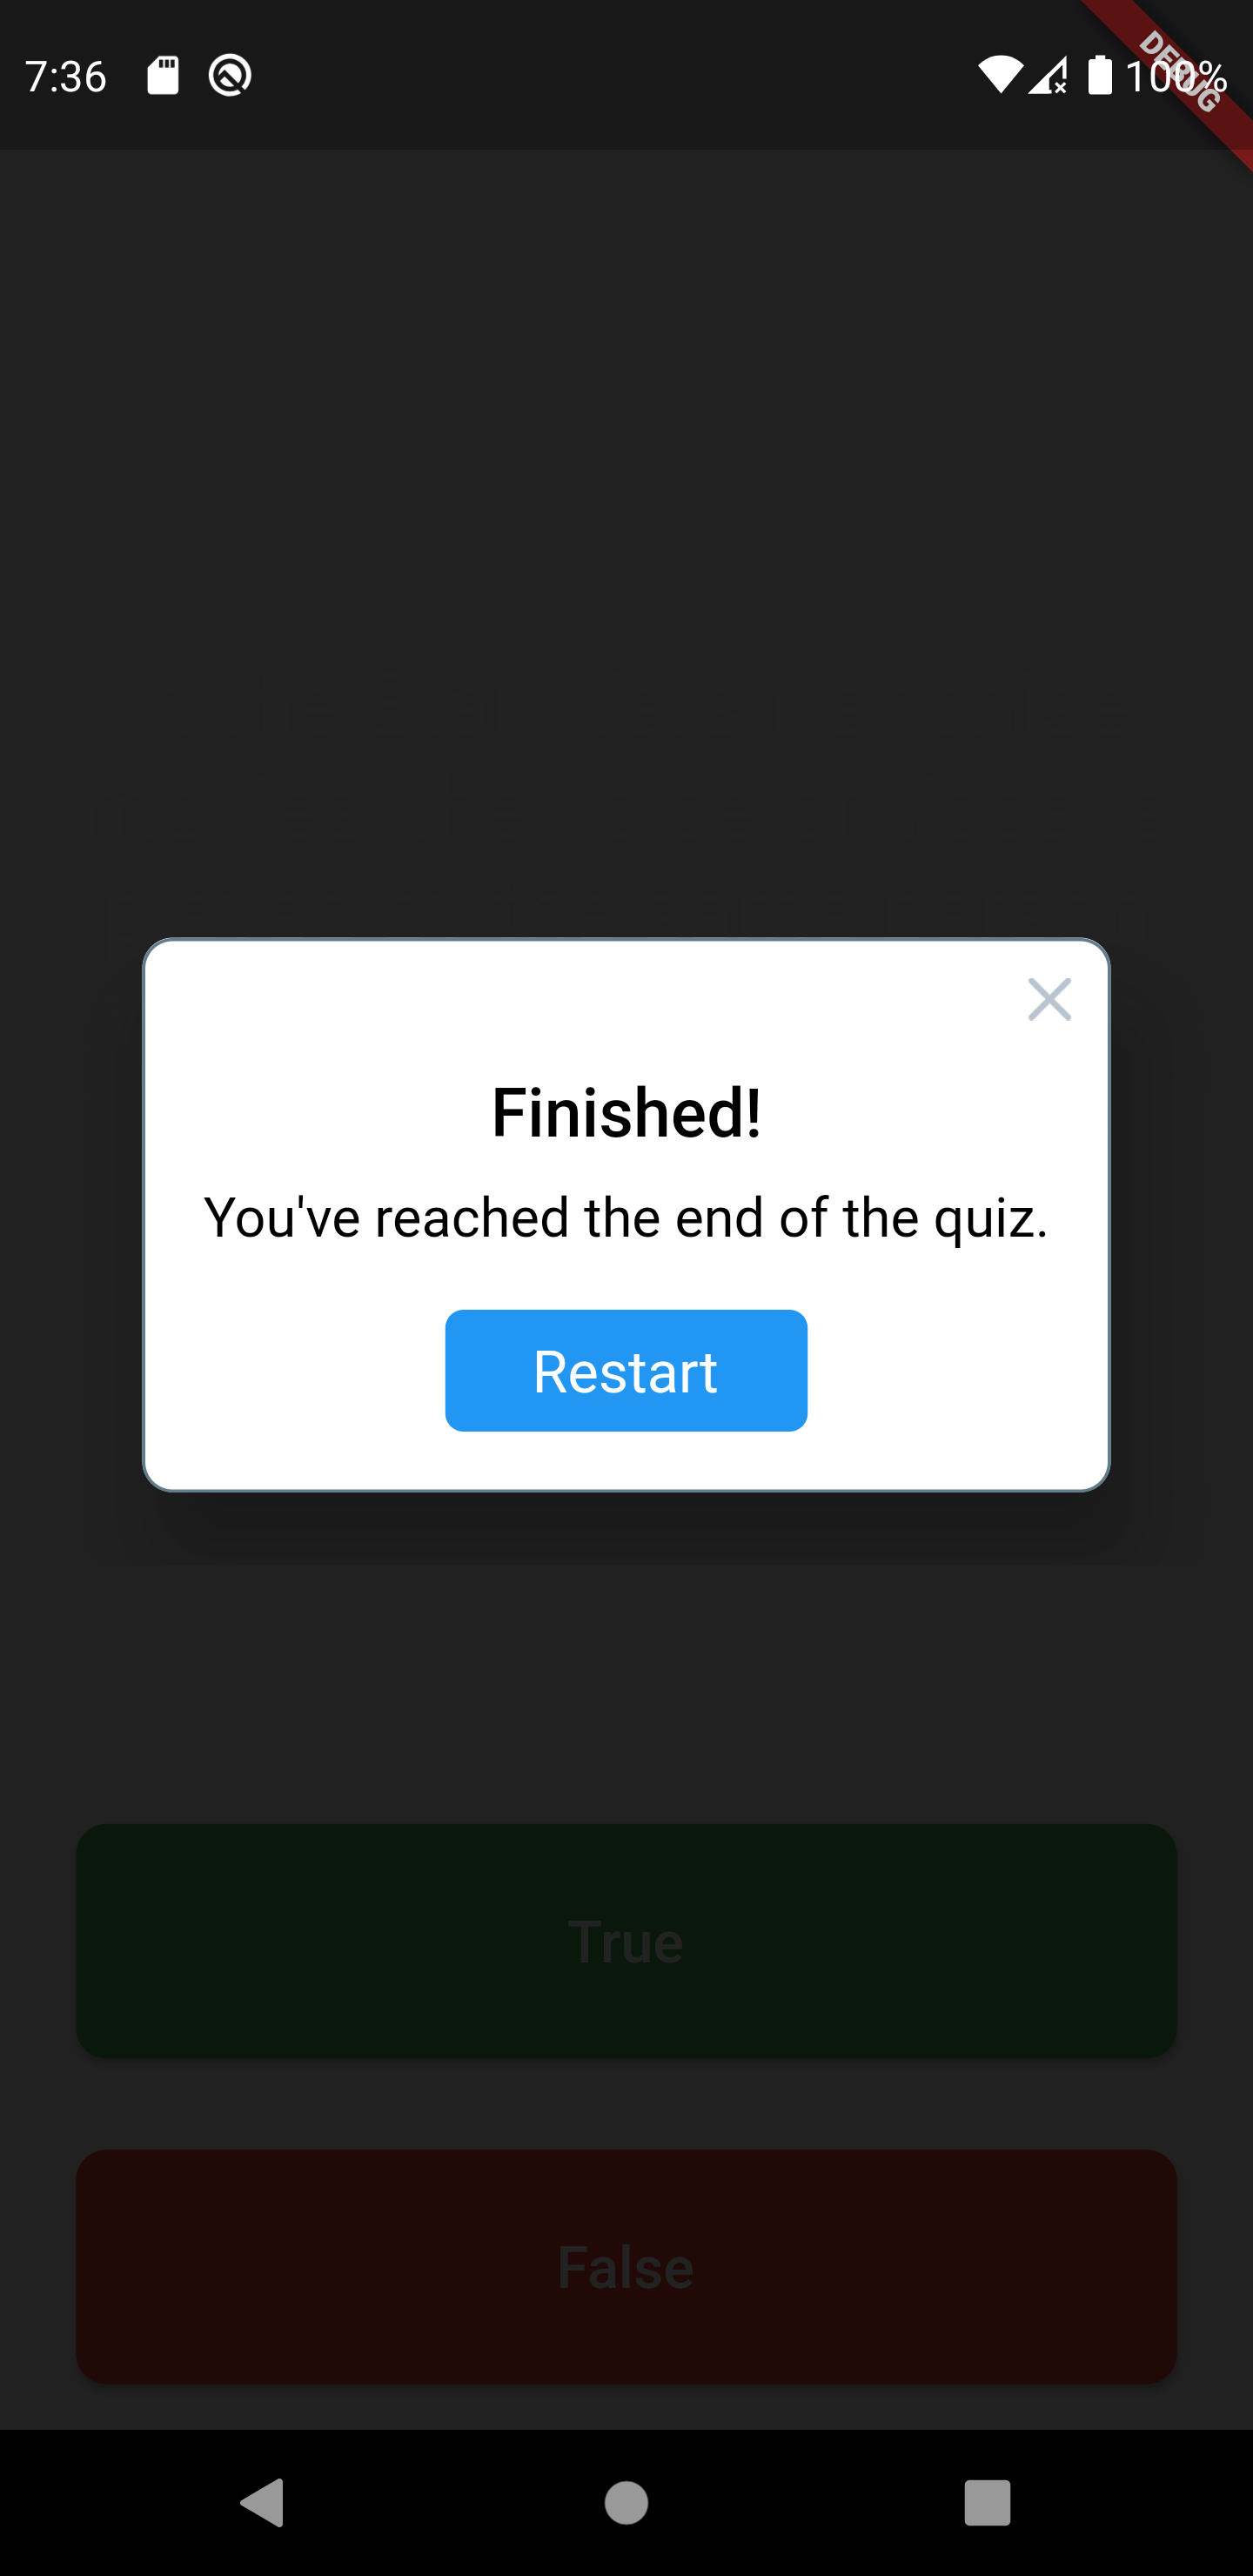 7:36
100%
DEBUG
In the Star Wars franchise
movies, the voice of Yoda is
played by the same person
Finished!
You've reached the end of the quiz.
Restart
True
False